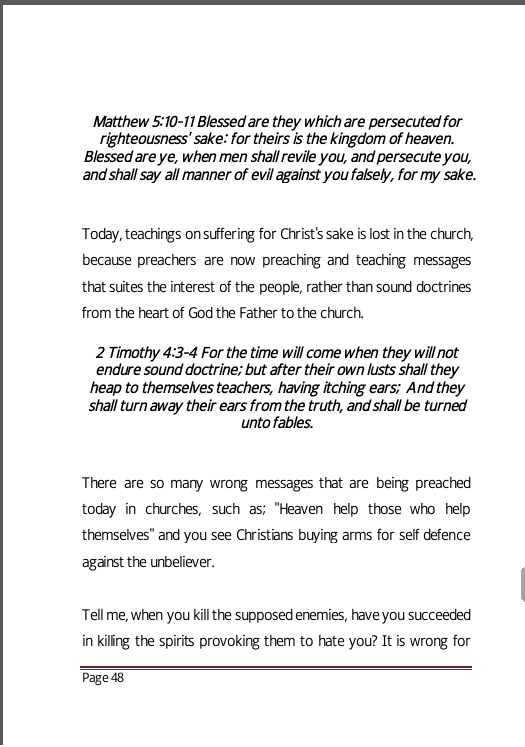 Matthew 5:10-11 Blessed are they which are persecuted for
righteousness' sake: for theirs is the kingdom of heaven.
Blessed are ye, when men shall revile you, and persecute you,
and shall say all manner of evil against you falsely, for my sake.
Today, teachings on suffering for Christ's sake is lost in the church,
because preachers are now preaching and teaching messages
that suites the interest of the people, rather than sound doctrines
from the heart of God the Father to the church.
2 Timothy 4:3-4 For the time will come when they will not
endure sound doctrine; but after their own lusts shall they
heap to themselves teachers, having itching ears; And they
shall turn away their ears from the truth, and shall be turned
unto fables.
There are so many wrong messages that are being preached
today in churches, such as; "Heaven help those who help
themselves" and you see Christians buying arms for self defence
against the unbeliever.
Tell me, when you kill the supposed enemies, have you succeeded
in killing the spirits provoking them to hate you? It is wrong for
Page 48